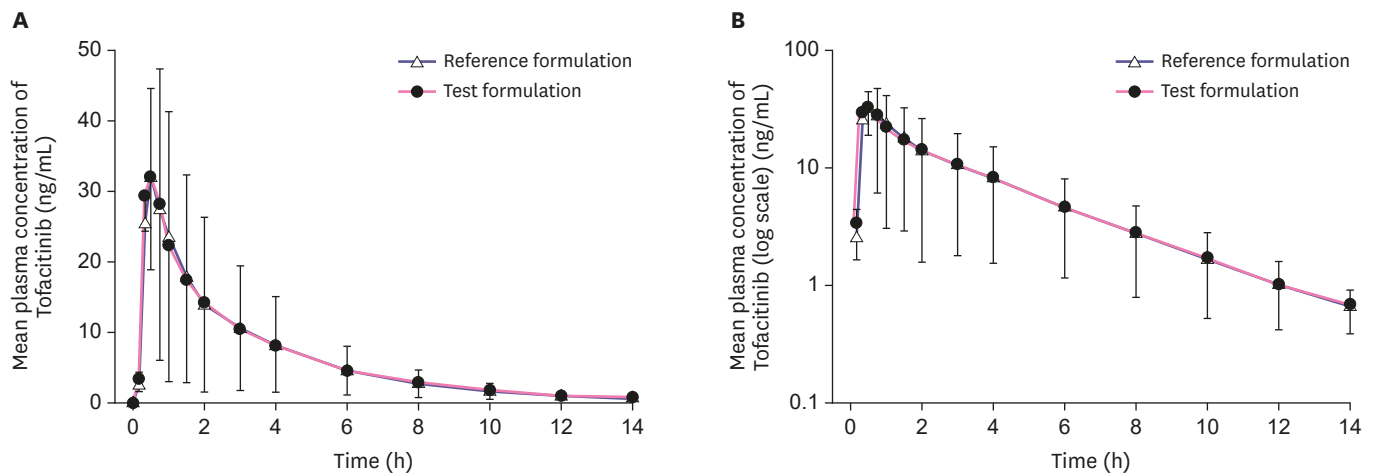 A
Mean plasma concentration of
Tofacitinib (ng/mL)
50
40
30
20
10
0
0 2 4 6 8 10 12 14
Time (h)
Reference formulation
Test formulation
B
Mean plasma concentration of
Tofacitinib (log scale) (ng/mL)
100
10
1
0.1
0 2 4 6 8 10 12 14
Time (h)
Reference formulation
Test formulation